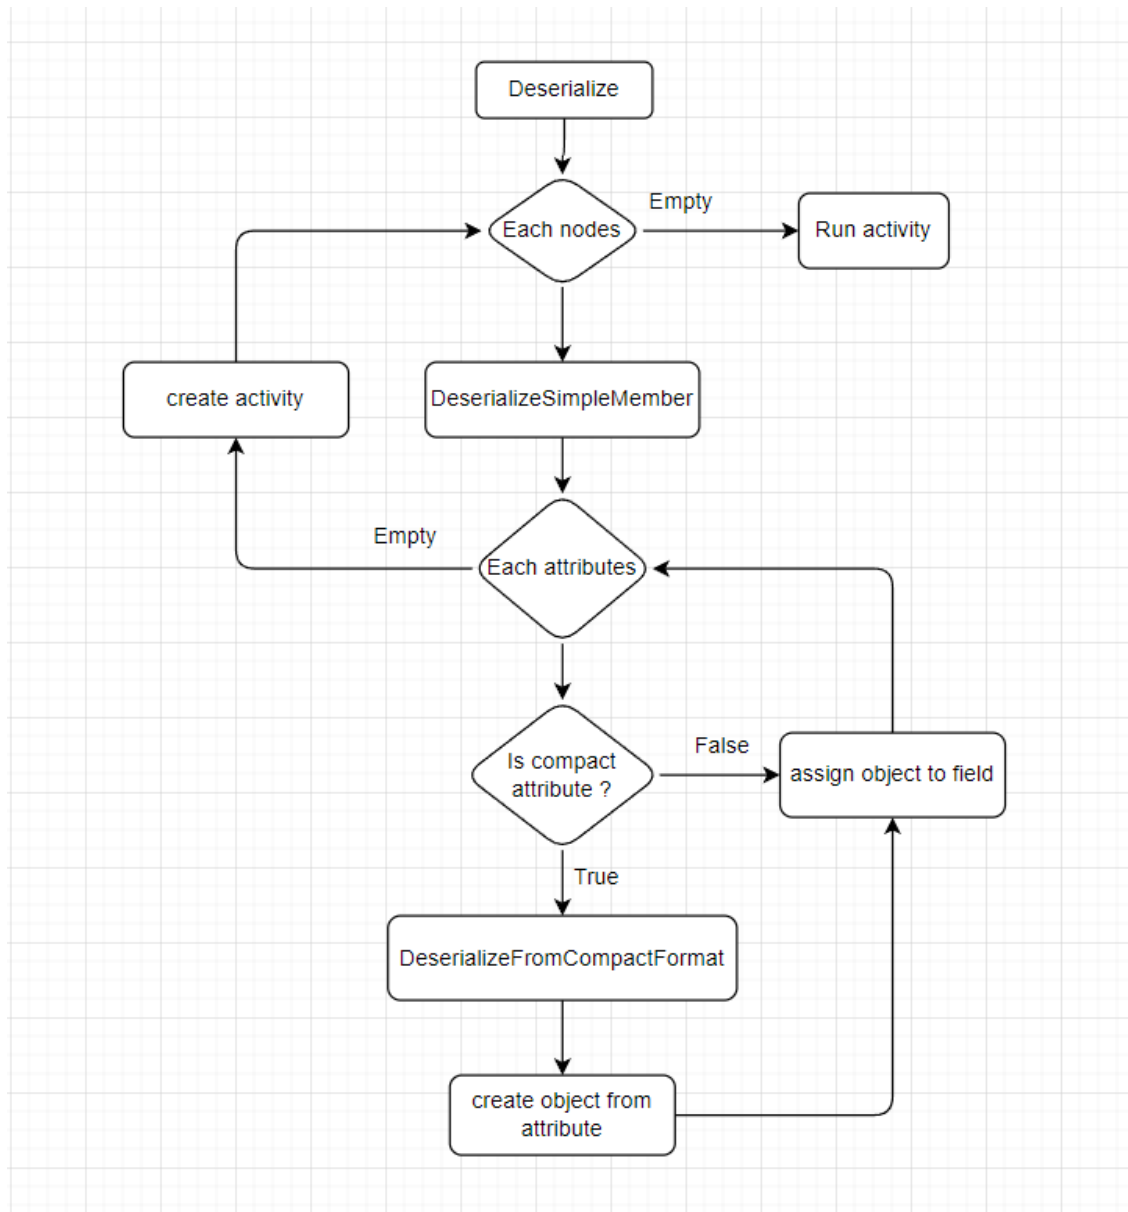 Deserialize
Each nodes
Empty
Run activity
create activity
DeserializeSimpleMember
Empty
Each attributes
Is compact
attribute ?
False
assign object to field
True
DeserializeFromCompactFormat
create object from
attribute